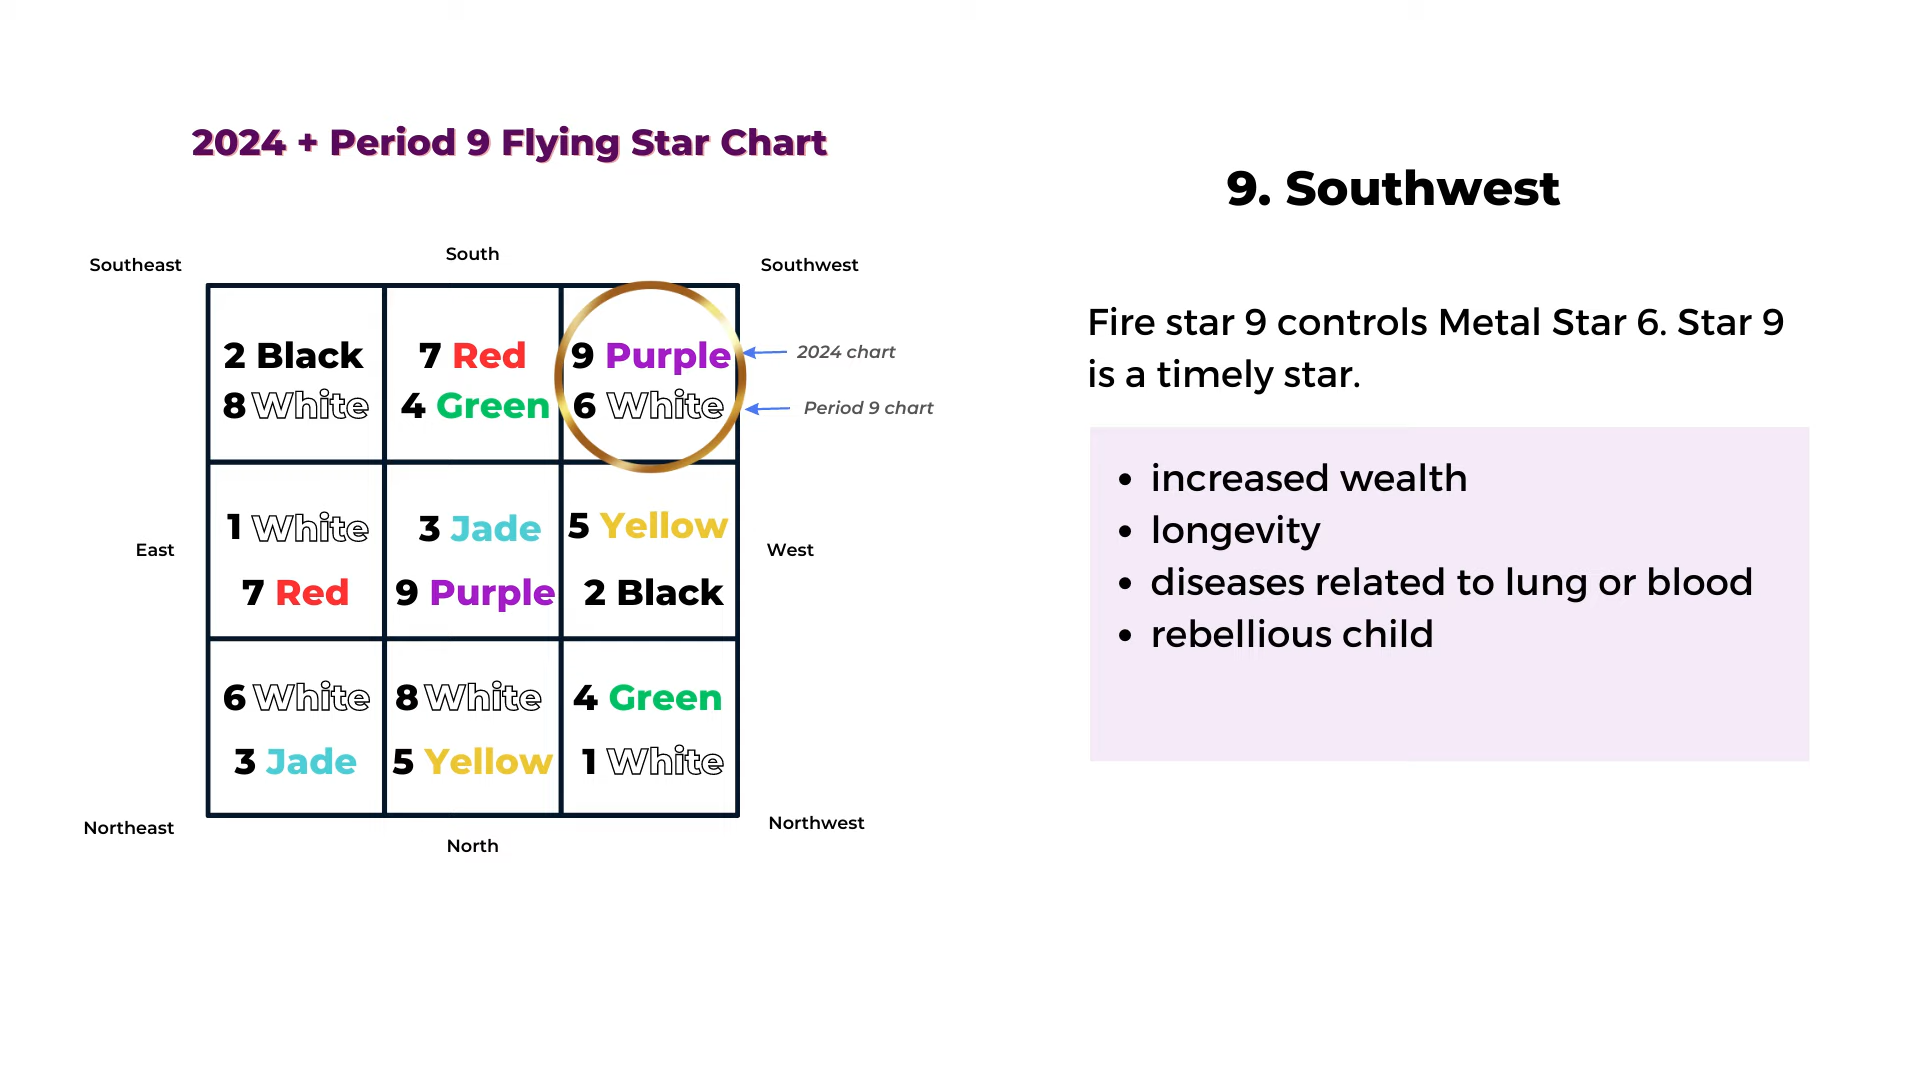 2024 + Period 9 Flying Star Chart
Southeast
South
Southwest
2 Black
7 Red
9 Purple
2024 chart
8 White
4 Green
6 White
Period 9 chart
1 White
3 Jade
5 Yellow
East
West
7 Red
9 Purple
2 Black
6 White
8 White
4 Green
3 Jade
5 Yellow
1 White
Northeast
North
Northwest
9. Southwest
Fire star 9 controls Metal Star 6. Star 9
is a timely star.
• increased wealth
• longevity
• diseases related to lung or blood
• rebellious child